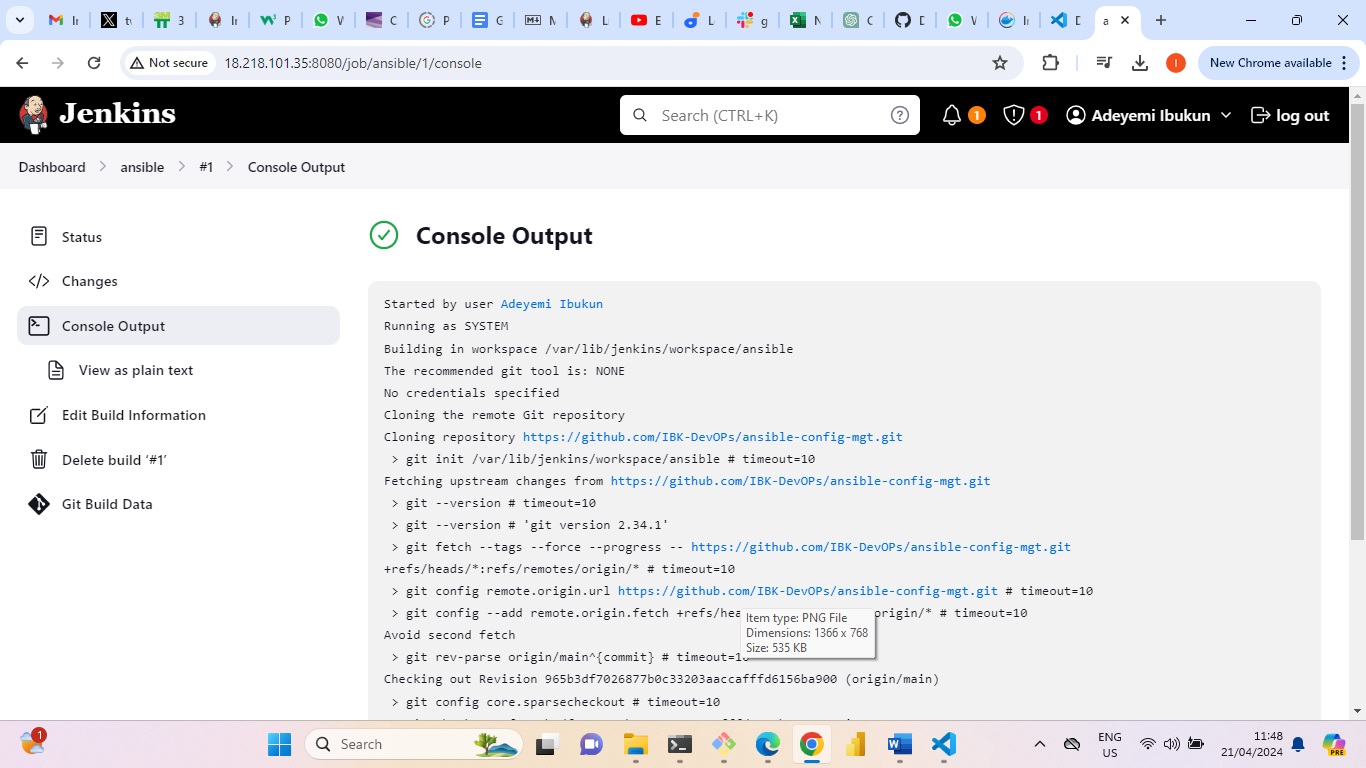 Ir
tu
3
Ir
P
W
C
P
G
M
L
E
L
g
N
C
D
W
Ir
D
a
Not secure
18.218.101.35:8080/job/ansible/1/console
I
New Chrome available
Jenkins
Search (CTRL+K)
1
1
Adeyemi Ibukun
log out
Dashboard
ansible
#1
Console Output
Status
Changes
Console Output
View as plain text
Edit Build Information
Delete build ‘#1’
Git Build Data
Console Output
Started by user Adeyemi Ibukun
Running as SYSTEM
Building in workspace /var/lib/jenkins/workspace/ansible
The recommended git tool is: NONE
No credentials specified
Cloning the remote Git repository
Cloning repository https://github.com/IBK-DevOPs/ansible-config-mgt.git
> git init /var/lib/jenkins/workspace/ansible # timeout=10
Fetching upstream changes from https://github.com/IBK-DevOPs/ansible-config-mgt.git
> git --version # timeout=10
> git --version # 'git version 2.34.1'
> git fetch --tags --force --progress -- https://github.com/IBK-DevOPs/ansible-config-mgt.git
+refs/heads/*:refs/remotes/origin/* # timeout=10
> git config remote.origin.url https://github.com/IBK-DevOPs/ansible-config-mgt.git # timeout=10
> git config --add remote.origin.fetch +refs/hea origin/* # timeout=10
Item type: PNG File
Dimensions: 1366 x 768
Size: 535 KB
Avoid second fetch
> git rev-parse origin/main^{commit} # timeout=10
Checking out Revision 965b3df7026877b0c33203aaccafffd6156ba900 (origin/main)
> git config core.sparsecheckout # timeout=10
1
Search
ENG
US
11:48
21/04/2024
PRE